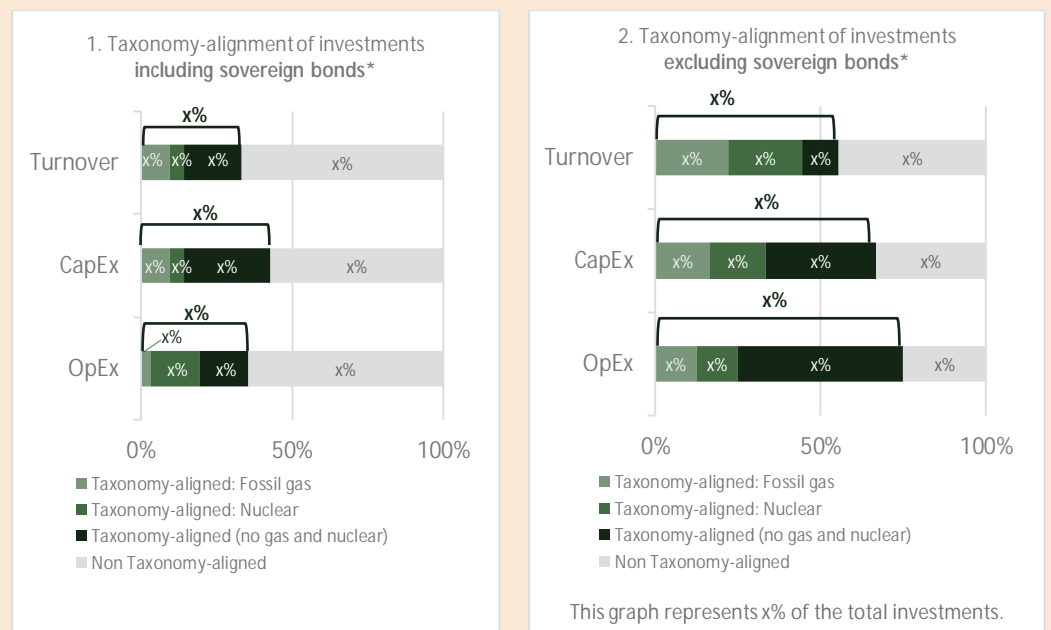 1. Taxonomy-alignment of investments
including sovereign bonds*
x%
Turnover
x% x% x% x%
x%
CapEx
x% x% x% x%
x%
x%
OpEx
x% x% x%
0% 50% 100%
Taxonomy-aligned: Fossil gas
Taxonomy-aligned: Nuclear
Taxonomy-aligned (no gas and nuclear)
Non Taxonomy-aligned
2. Taxonomy-alignment of investments
excluding sovereign bonds*
x%
Turnover
x% x% x% x%
x%
CapEx
x% x% x% x%
x%
OpEx
x% x% x% x%
0% 50% 100%
Taxonomy-aligned: Fossil gas
Taxonomy-aligned: Nuclear
Taxonomy-aligned (no gas and nuclear)
Non Taxonomy-aligned
This graph represents x% of the total investments.